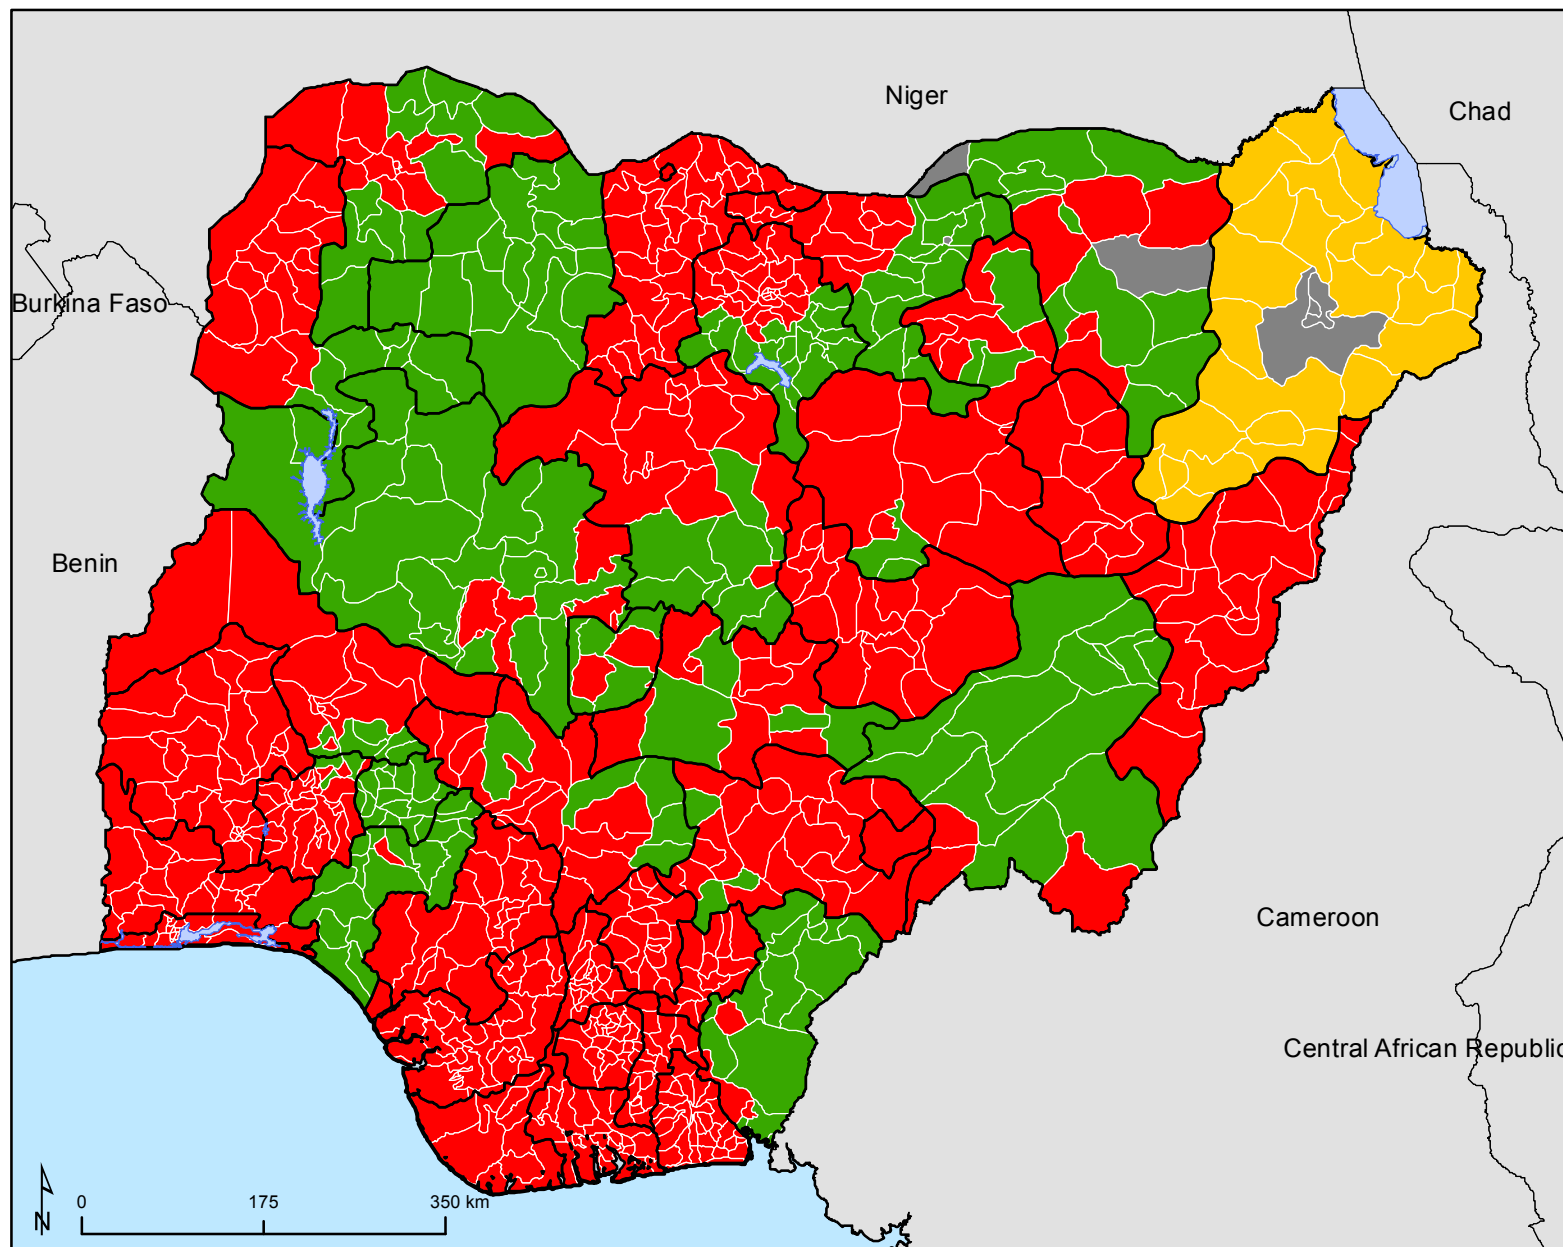 Niger
Chad
Burkina Faso
Benin
Cameroon
Central African Republic
N
0 175 350 km